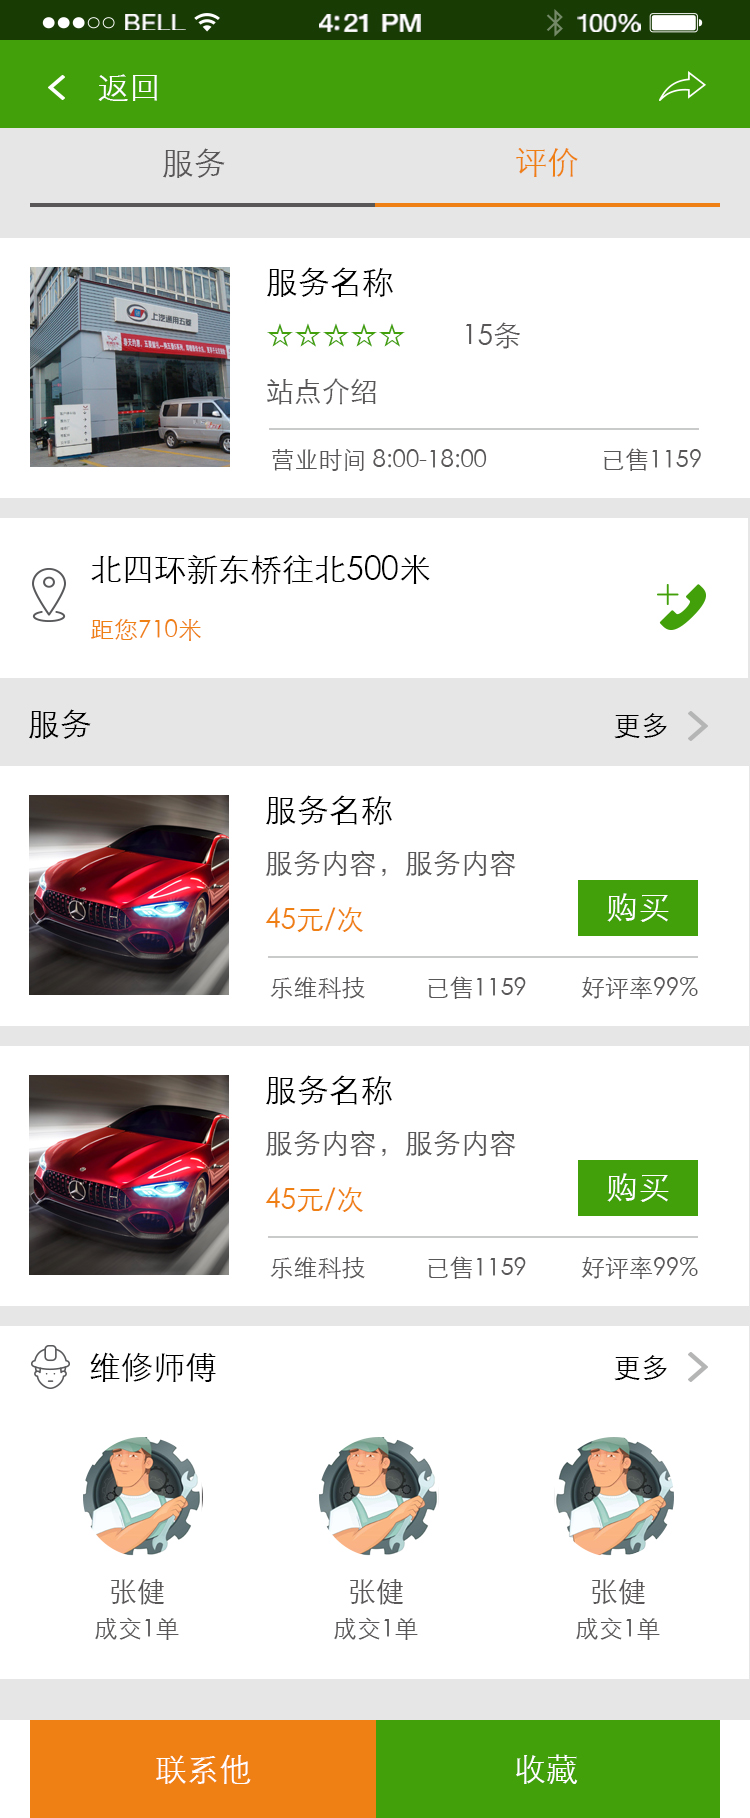 BELL 4:21 PM 100%
返回
服务 评价
上汽通用五菱
服务名称
15条
站点介绍
营业时间 8:00-18:00 已售1159
北四环新东桥往北500米
距您710米
服务 更多
服务名称
服务内容，服务内容
45元/次
购买
乐维科技 已售1159 好评率99%
服务名称
服务内容，服务内容
45元/次
购买
乐维科技 已售1159 好评率99%
维修师傅 更多
张健 张健 张健
成交1单 成交1单 成交1单
联系他 收藏